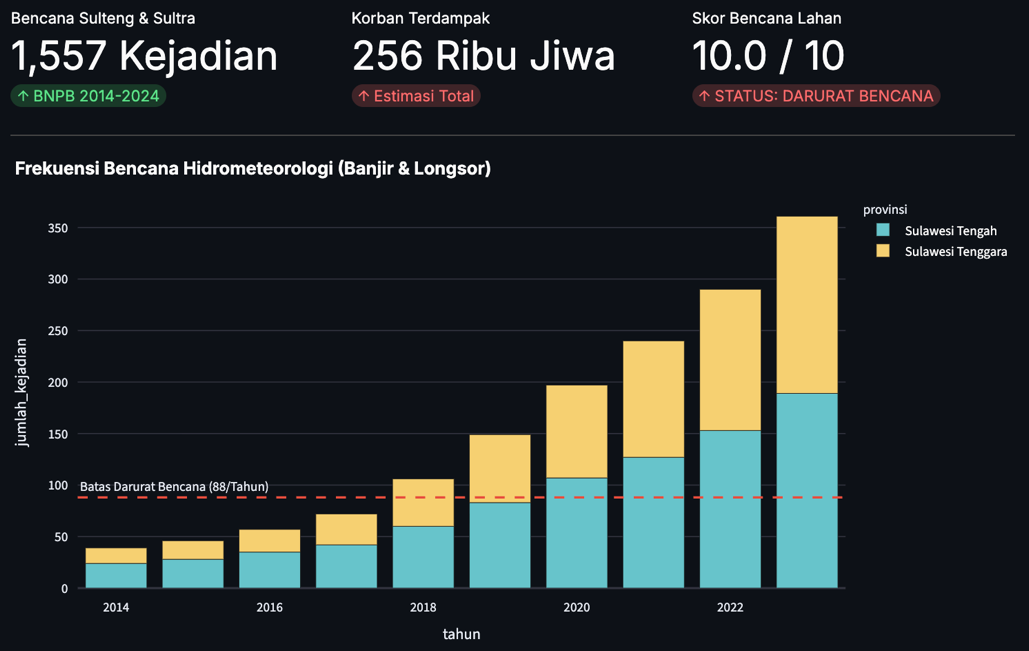 Bencana Sulteng & Sultra
1,557 Kejadian
↑ BNPB 2014-2024
Korban Terdampak
256 Ribu Jiwa
↑ Estimasi Total
Skor Bencana Lahan
10.0 / 10
↑ STATUS: DARURAT BENCANA
Frekuensi Bencana Hidrometeorologi (Banjir & Longsor)
provinsi
Sulawesi Tengah
Sulawesi Tenggara
jumlah_kejadian
350
300
250
200
150
100
50
0
Batas Darurat Bencana (88/Tahun)
2014
2016
2018
2020
2022
tahun